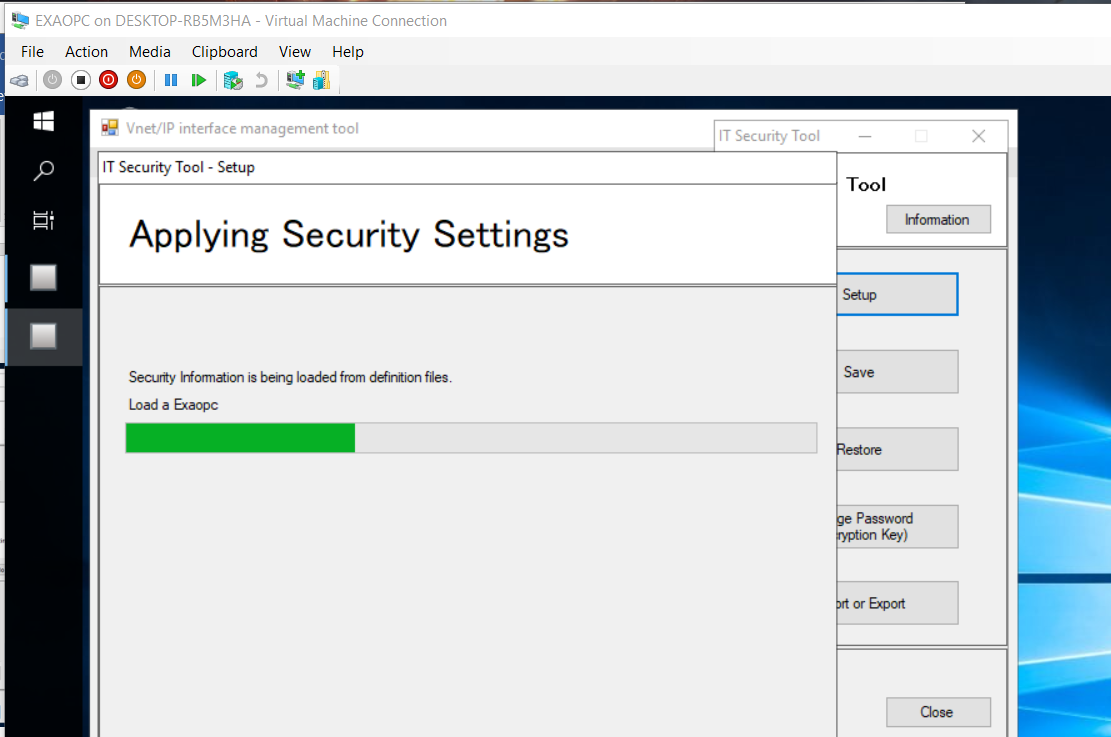 EXAOPC on DESKTOP-RB5M3HA - Virtual Machine Connection
File Action Media Clipboard View Help
Vnet/IP interface management tool
IT Security Tool
IT Security Tool - Setup
Tool
Information
Applying Security Settings
Setup
Security Information is being loaded from definition files.
Load a Exaopc
Save
Restore
ge Password
ryption Key)
ort or Export
Close